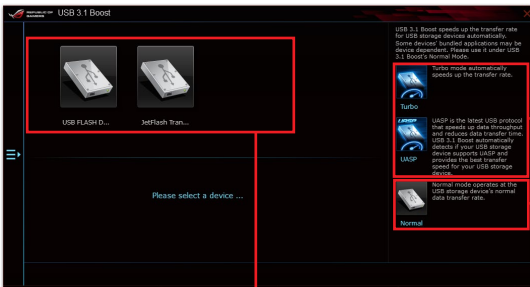 REPUBLIC OF
GAMERS
USB 3.1 Boost
USB FLASH D...
JetFlash Tran...
Please select a device ...
USB 3.1 Boost speeds up the transfer rate
for USB storage devices automatically.
Some devices' bundled applications may be
device dependent. Please use it under USB
3.1 Boost's Normal Mode.
Turbo mode automatically
speeds up the transfer rate.
Turbo
UASP is the latest USB protocol
that speeds up data throughput
and reduces data transfer time.
USB 3.1 Boost automatically
detects if your USB storage
device supports UASP and
provides the best transfer
speed for your USB storage
device.
UASP
Normal mode operates at the
USB storage device's normal
data transfer rate.
Normal